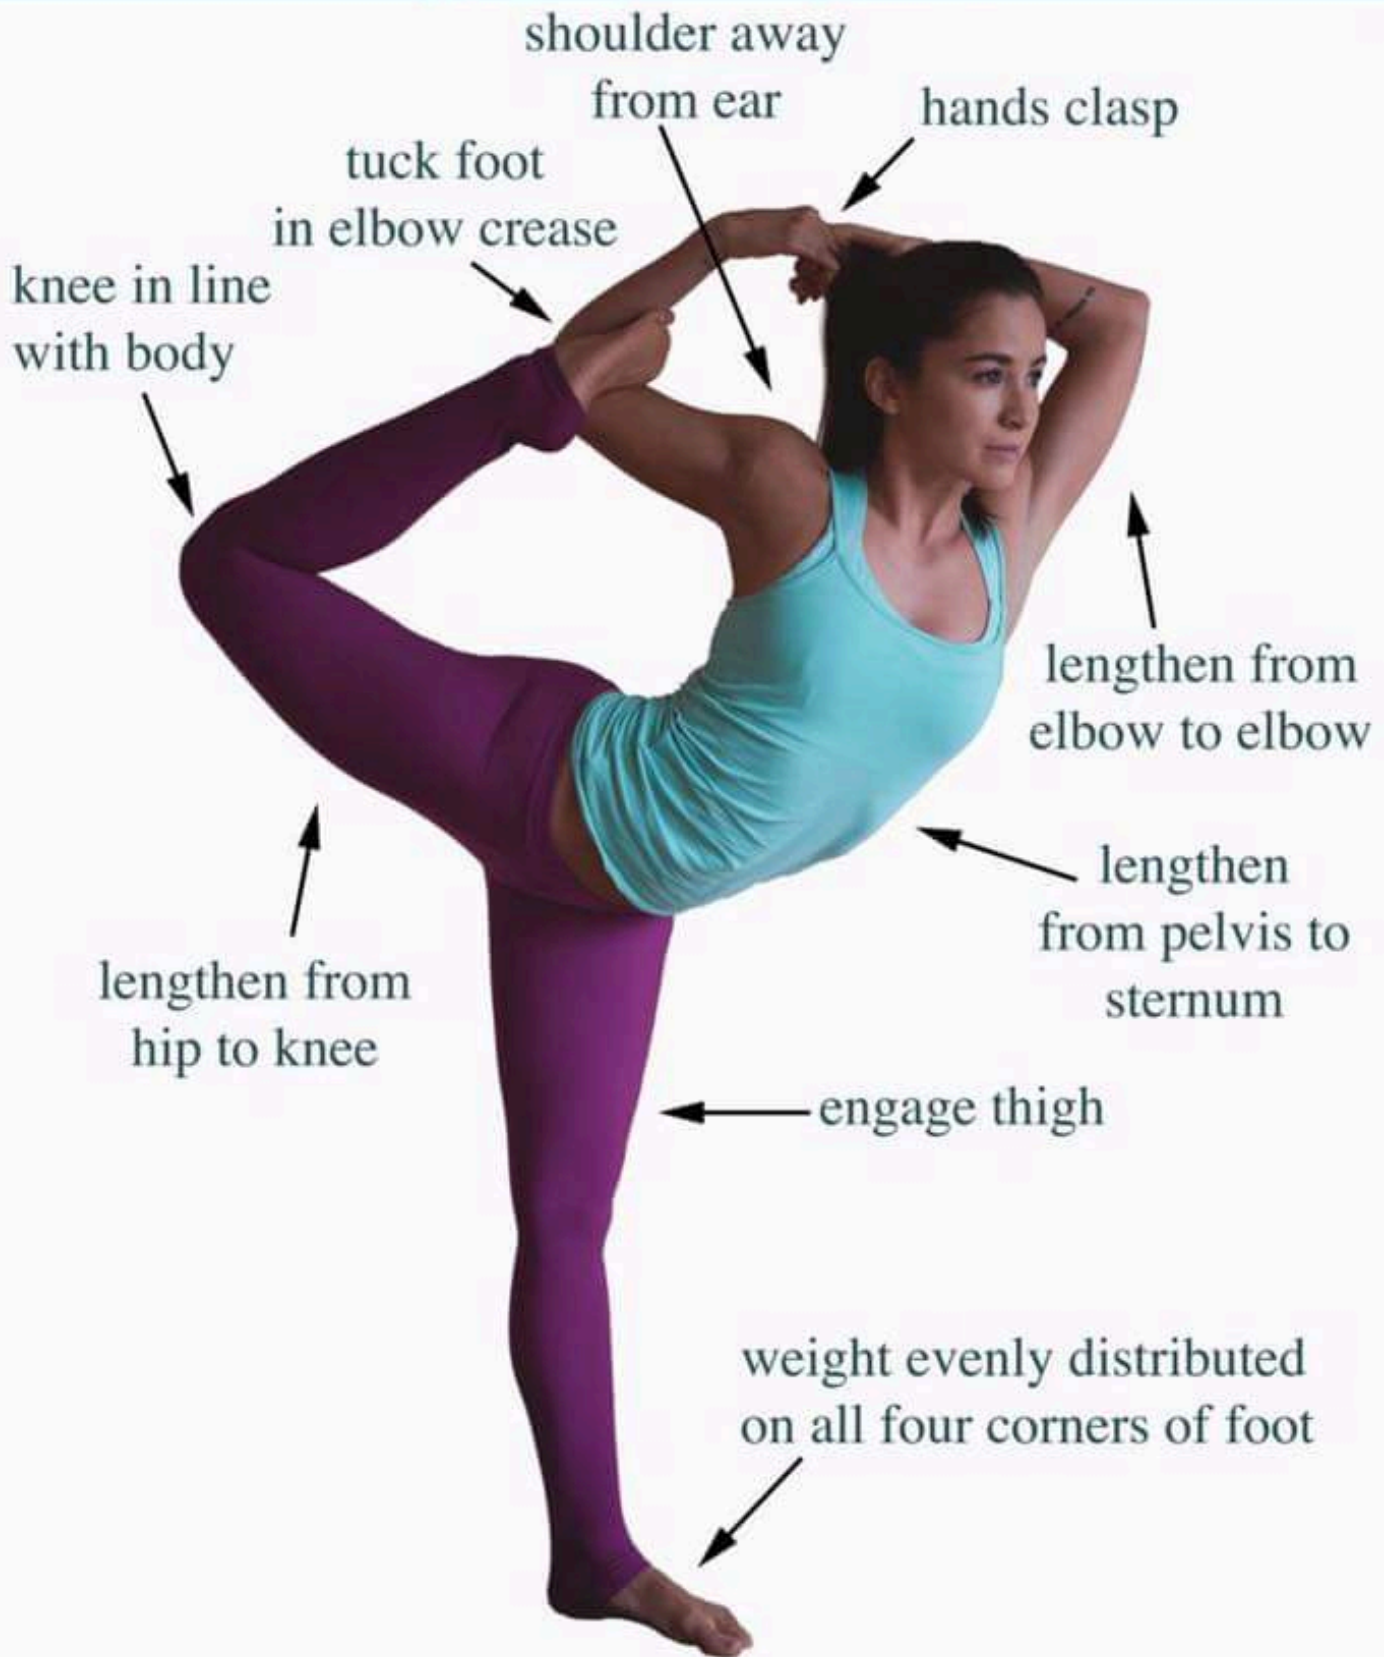 shoulder away
from ear
hands clasp
tuck foot
in elbow crease
knee in line
with body
lengthen from
elbow to elbow
lengthen
from pelvis to
sternum
lengthen from
hip to knee
engage thigh
weight evenly distributed
on all four corners of foot